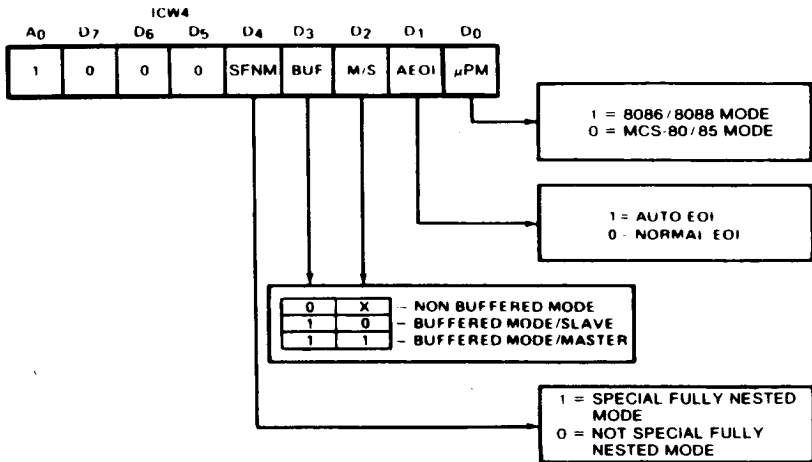 ICW4
A0 D7 D6 D5 D4 D3 D2 D1 D0
1 0 0 0 SFNM BUF M/S AEOI µPM
1 = 8086/8088 MODE
0 = MCS-80/85 MODE
1 = AUTO EOI
0 - NORMAL EOI
0 X – NON BUFFERED MODE
1 0 – BUFFERED MODE/SLAVE
1 1 – BUFFERED MODE/MASTER
1 = SPECIAL FULLY NESTED
MODE
0 = NOT SPECIAL FULLY
NESTED MODE